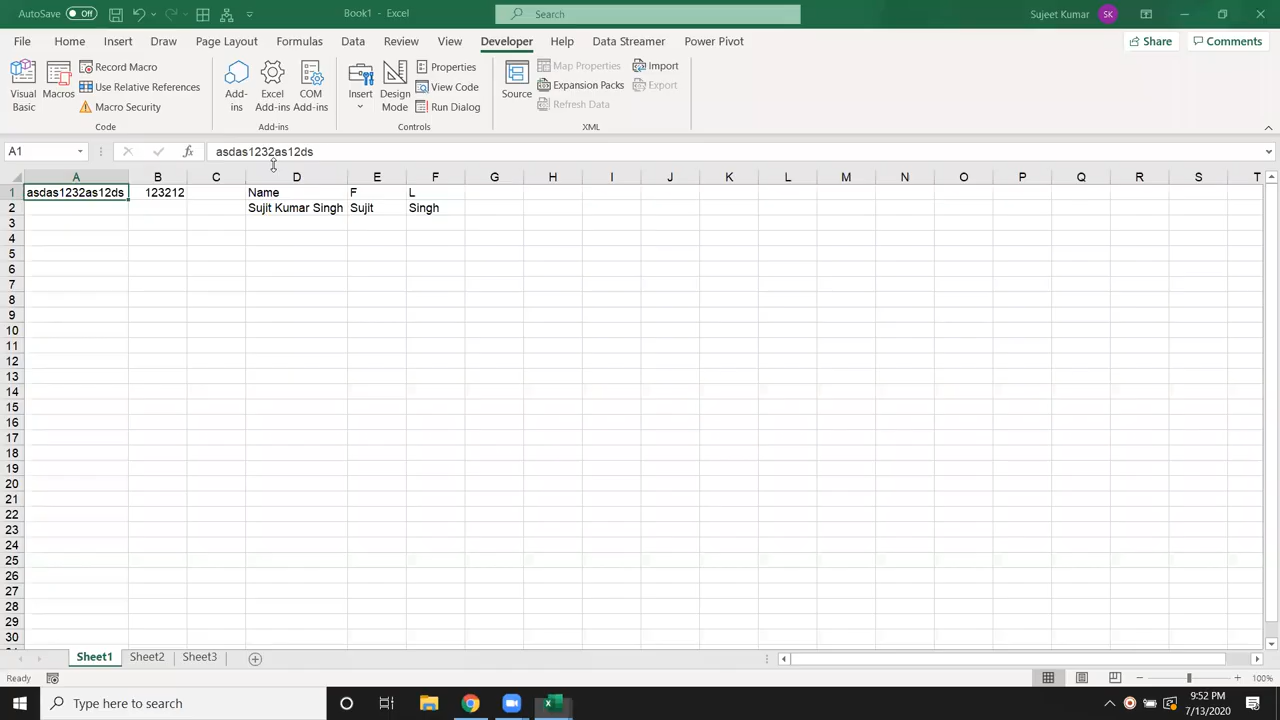 AutoSave Off Book1 - Excel Search Sujeet Kumar SK
File Home Insert Draw Page Layout Formulas Data Review View Developer Help Data Streamer Power Pivot Share Comments
Visual Basic
Macros
Record Macro
Use Relative References
Macro Security
Code
Add-ins
Excel Add-ins
COM Add-ins
Add-ins
Insert
Design Mode
Properties
View Code
Run Dialog
Controls
Source
Map Properties
Expansion Packs
Refresh Data
Import
Export
XML
A1 fx asdas1232as12ds
A B C D E F G H I J K L M N O P Q R S T
1 asdas1232as12ds 123212 Name F L
2 Sujit Kumar Singh Sujit Singh
3
4
5
6
7
8
9
10
11
12
13
14
15
16
17
18
19
20
21
22
23
24
25
26
27
28
29
30
Sheet1 Sheet2 Sheet3
Ready 100%
Type here to search 9:52 PM
7/13/2020